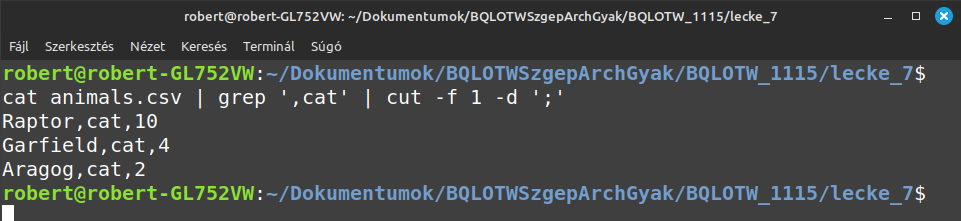 robert@robert-GL752VW: ~/Dokumentumok/BQLOTWSzgepArchGyak/BQLOTW_1115/lecke_7
Fájl Szerkesztés Nézet Keresés Terminál Súgó
robert@robert-GL752VW:~/Dokumentumok/BQLOTWSzgepArchGyak/BQLOTW_1115/lecke_7$
cat animals.csv | grep ',cat' | cut -f 1 -d ';'
Raptor,cat,10
Garfield,cat,4
Aragog,cat,2
robert@robert-GL752VW:~/Dokumentumok/BQLOTWSzgepArchGyak/BQLOTW_1115/lecke_7$